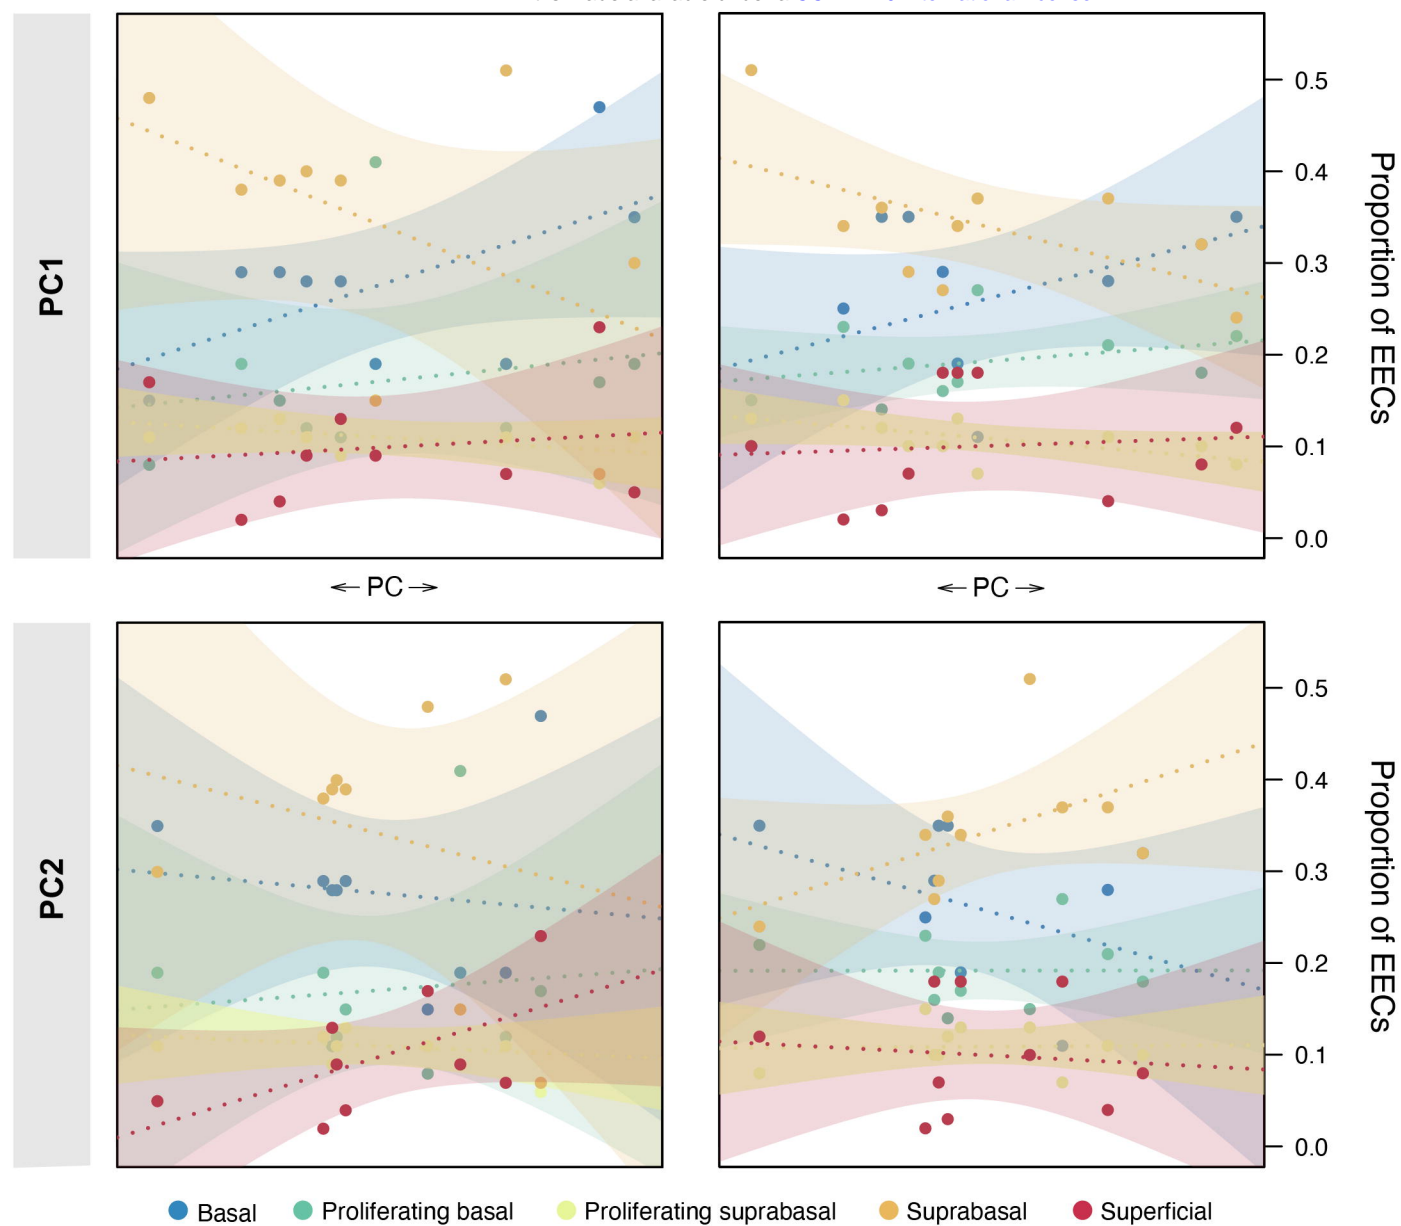 PC1
0.5
0.4
0.3
0.2
0.1
0.0
Proportion of EECs
← PC →
← PC →
PC2
0.5
0.4
0.3
0.2
0.1
0.0
Proportion of EECs
Basal
Proliferating basal
Proliferating suprabasal
Suprabasal
Superficial